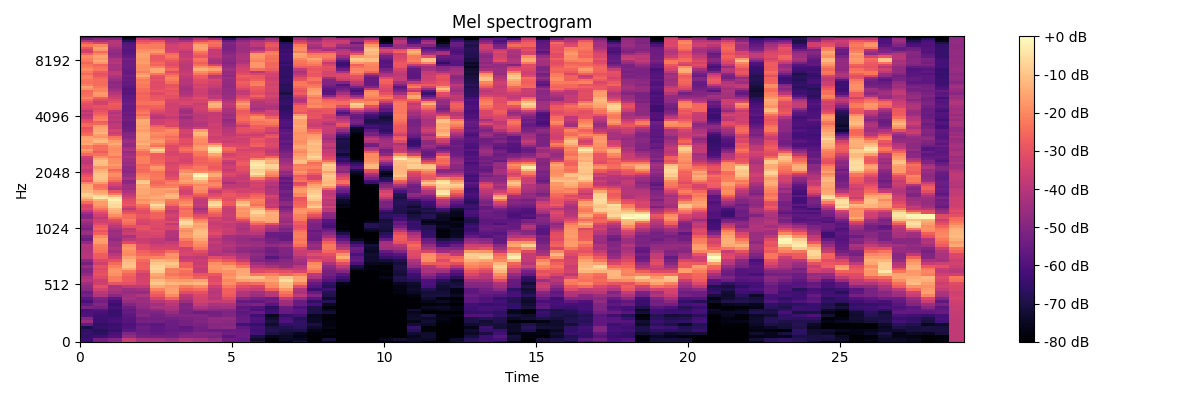 Mel spectrogram
Hz
8192
4096
2048
1024
512
0
0 5 10 15 20 25
Time
+0 dB
-10 dB
-20 dB
-30 dB
-40 dB
-50 dB
-60 dB
-70 dB
-80 dB